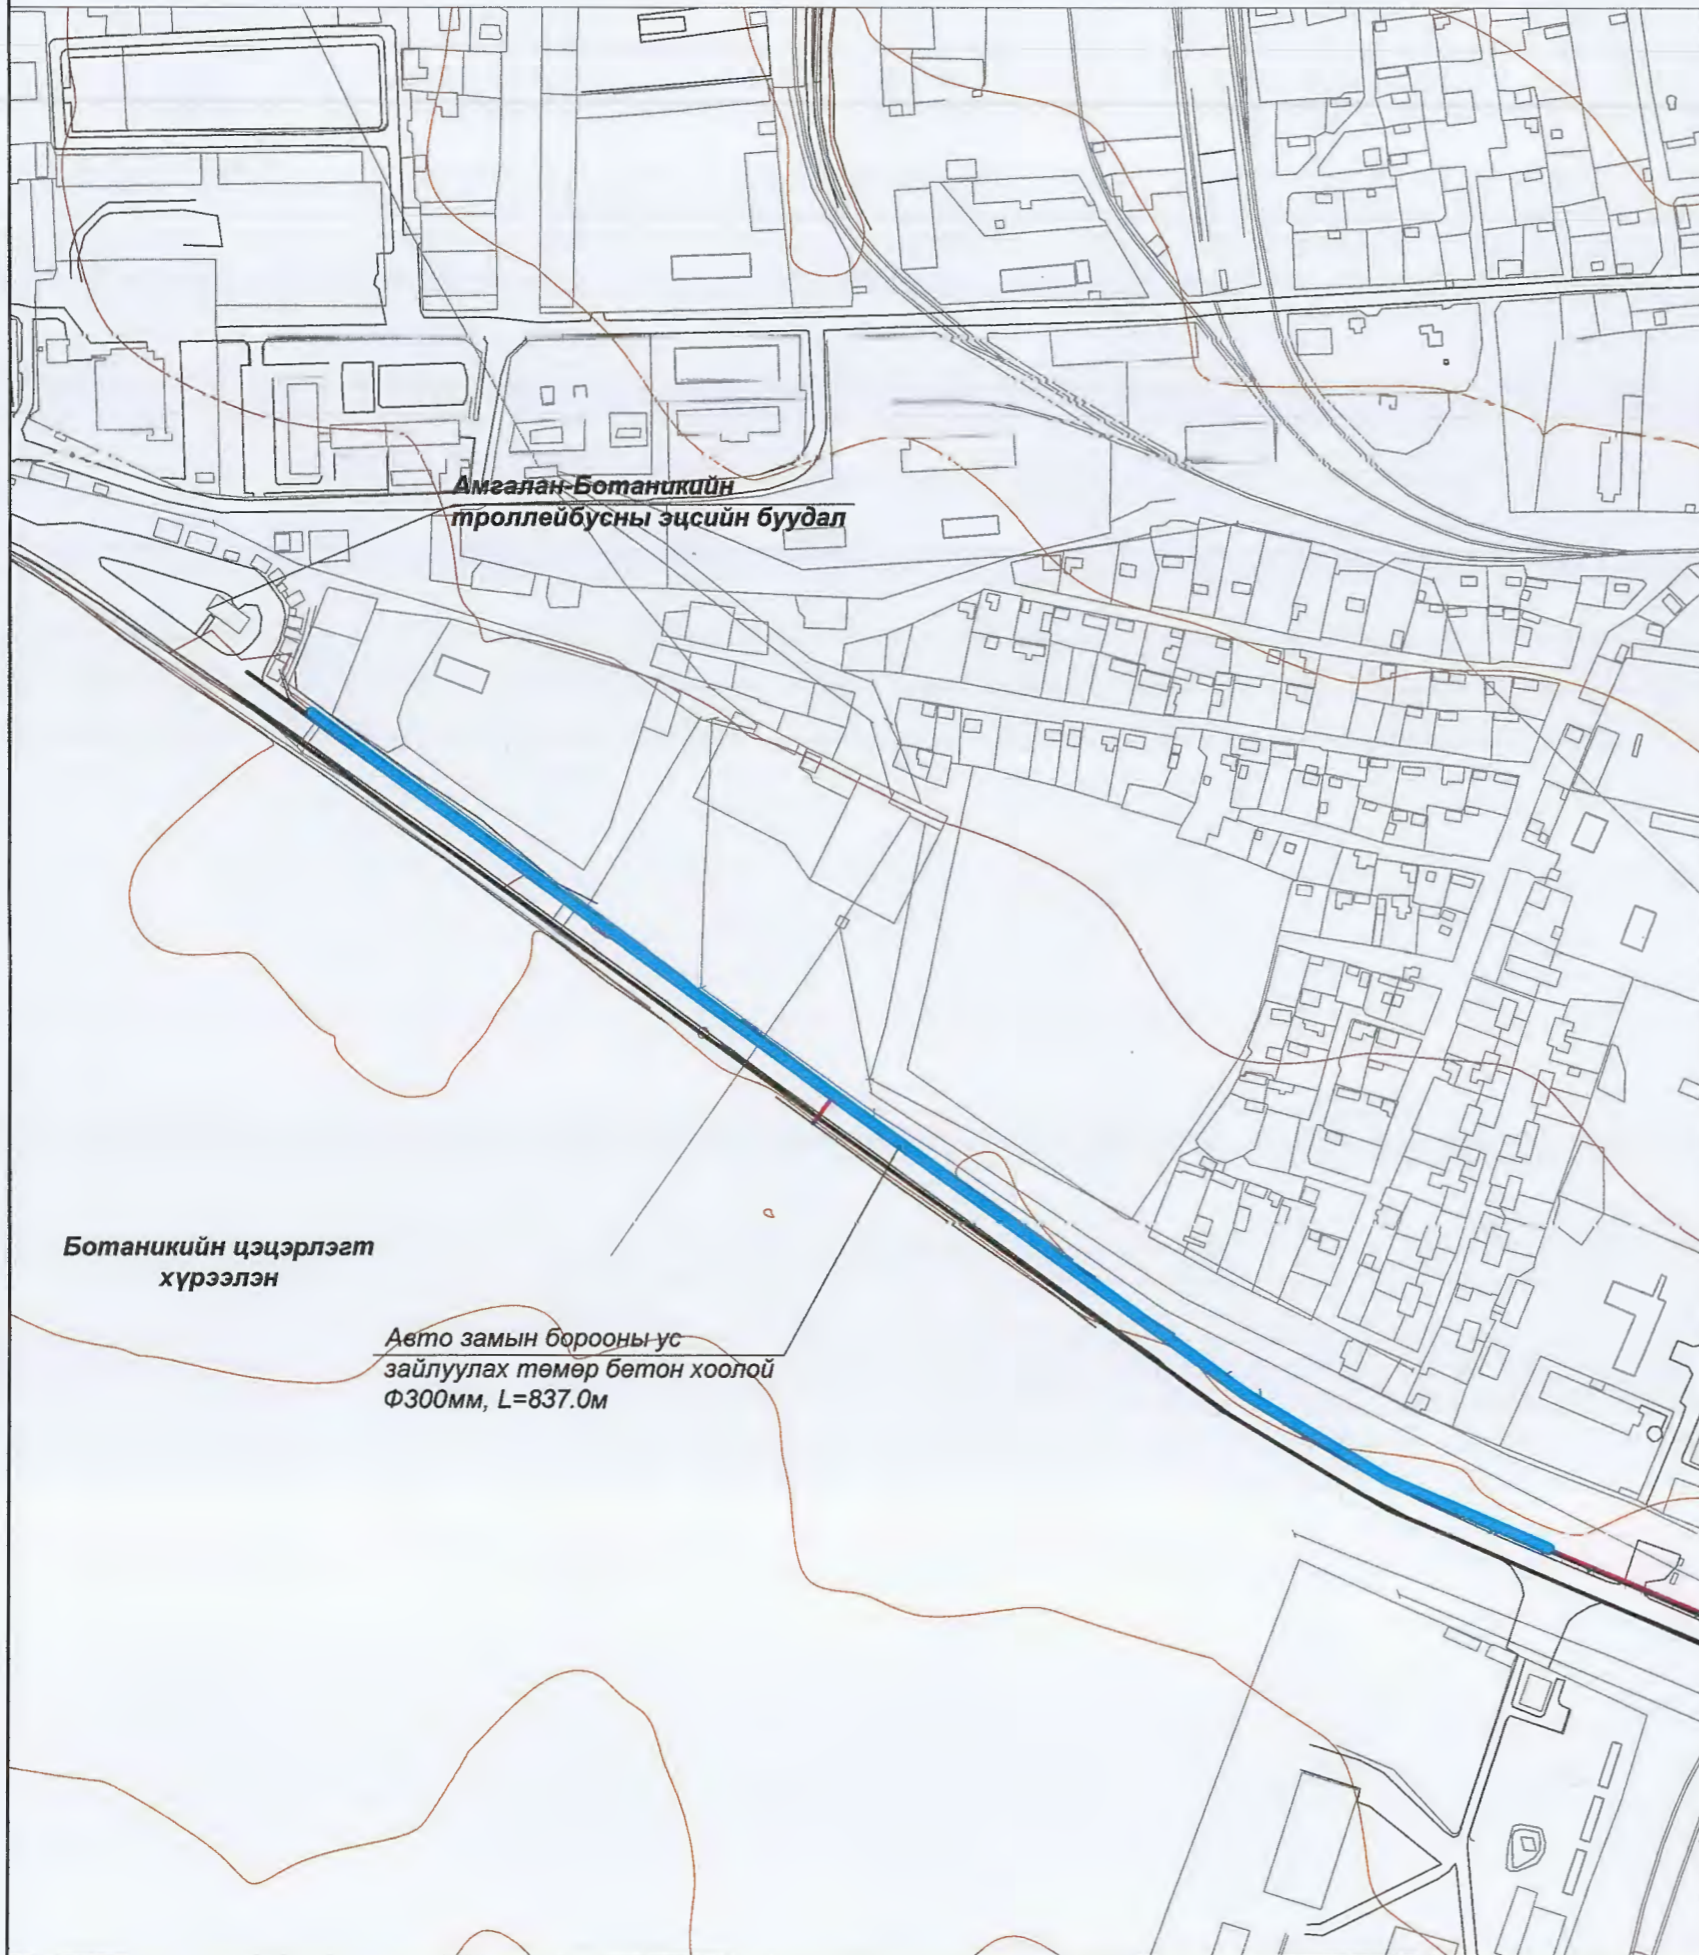 Амгалан-Ботаникийн
троллейбусны эцсийн буудал
Ботаникийн цэцэрлэгт
хүрээлэн
Авто замын борооны ус
зайлуулах төмөр бетон хоолой
Ф300мм, L=837.0м